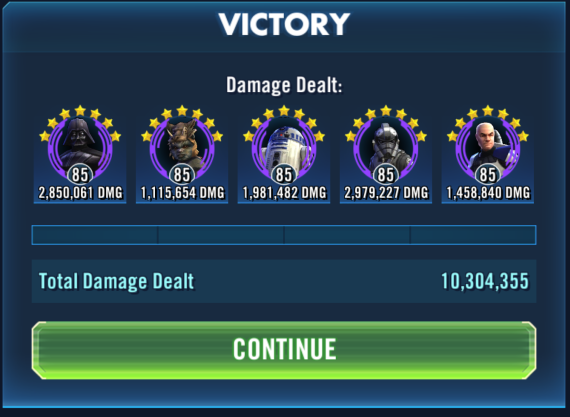 VICTORY
Damage Dealt:
85 85 85 85 85
2,850,061 DMG 1,115,654 DMG 1,981,482 DMG 2,979,227 DMG 1,458,840 DMG
Total Damage Dealt 10,304,355
CONTINUE